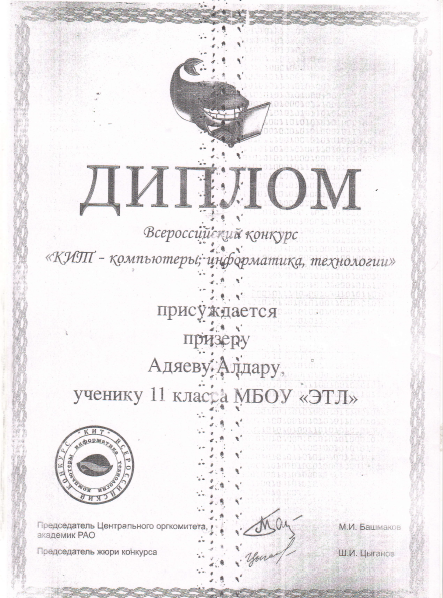 ДИПЛОМ
Всероссийский конкурс
«КИТ - компьютеры, информатика, технологии»
присуждается
призеру
Адяеву Алдару,
ученику 11 класса МБОУ «ЭТЛ»
ВСЕРОССИЙСКИЙ КОНКУРС "КИТ"
компьютеры информатика технологии
Председатель Центрального оргкомитета,
академик РАО
М.И. Башмаков
Председатель жюри конкурса
Ш.И. Цыганов